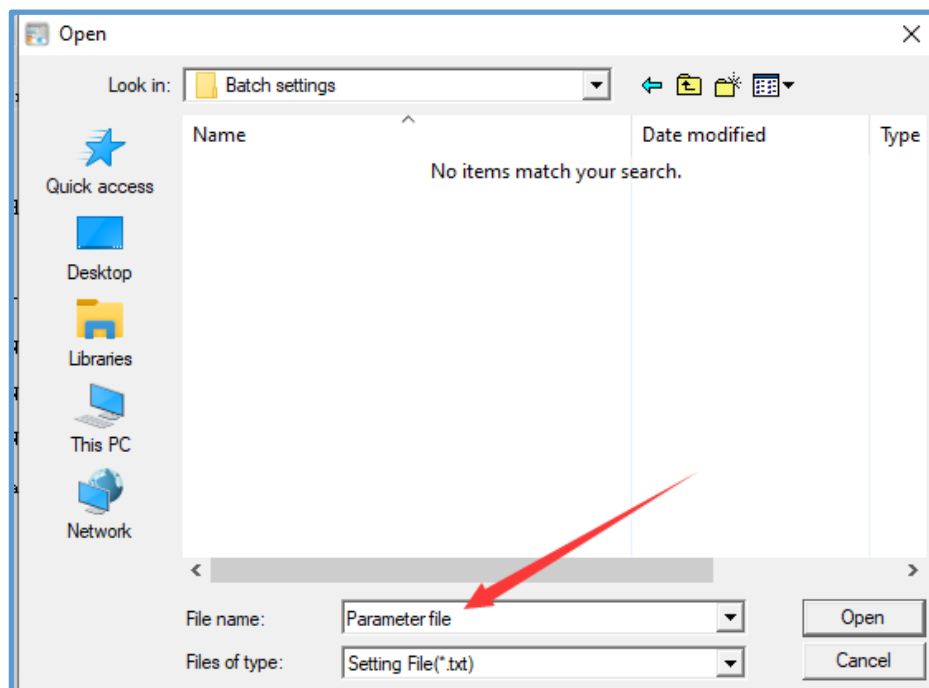 Open
Look in: Batch settings
Name Date modified Type
No items match your search.
Quick access
Desktop
Libraries
This PC
Network
File name: Parameter file Open
Files of type: Setting File(*.txt) Cancel